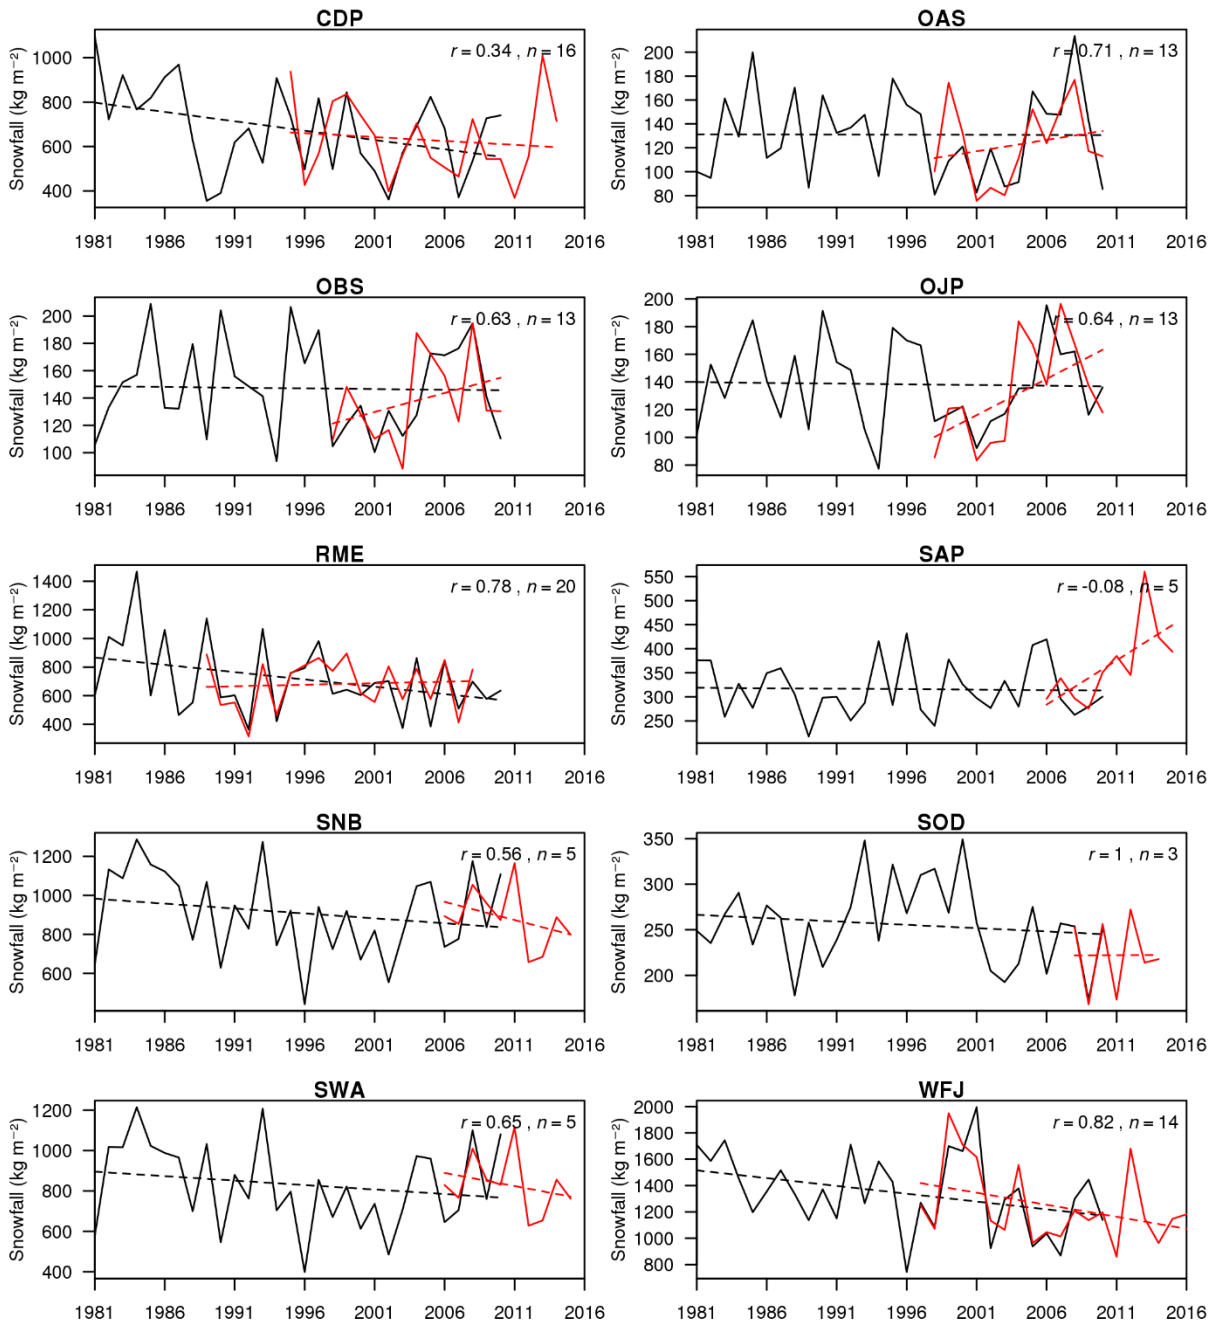 CDP
Snowfall (kg m⁻²)
1000
800
600
400
r = 0.34 , n = 16
1981 1986 1991 1996 2001 2006 2011 2016
OAS
Snowfall (kg m⁻²)
200
180
160
140
120
100
80
r = 0.71 , n = 13
1981 1986 1991 1996 2001 2006 2011 2016
OBS
Snowfall (kg m⁻²)
200
180
160
140
120
100
r = 0.63 , n = 13
1981 1986 1991 1996 2001 2006 2011 2016
OJP
Snowfall (kg m⁻²)
200
180
160
140
120
100
80
r = 0.64 , n = 13
1981 1986 1991 1996 2001 2006 2011 2016
RME
Snowfall (kg m⁻²)
1400
1200
1000
800
600
400
r = 0.78 , n = 20
1981 1986 1991 1996 2001 2006 2011 2016
SAP
Snowfall (kg m⁻²)
550
500
450
400
350
300
250
r = -0.08 , n = 5
1981 1986 1991 1996 2001 2006 2011 2016
SNB
Snowfall (kg m⁻²)
1200
1000
800
600
r = 0.56 , n = 5
1981 1986 1991 1996 2001 2006 2011 2016
SOD
Snowfall (kg m⁻²)
350
300
250
200
r = 1 , n = 3
1981 1986 1991 1996 2001 2006 2011 2016
SWA
Snowfall (kg m⁻²)
1200
1000
800
600
400
r = 0.65 , n = 5
1981 1986 1991 1996 2001 2006 2011 2016
WFJ
Snowfall (kg m⁻²)
2000
1800
1600
1400
1200
1000
800
r = 0.82 , n = 14
1981 1986 1991 1996 2001 2006 2011 2016